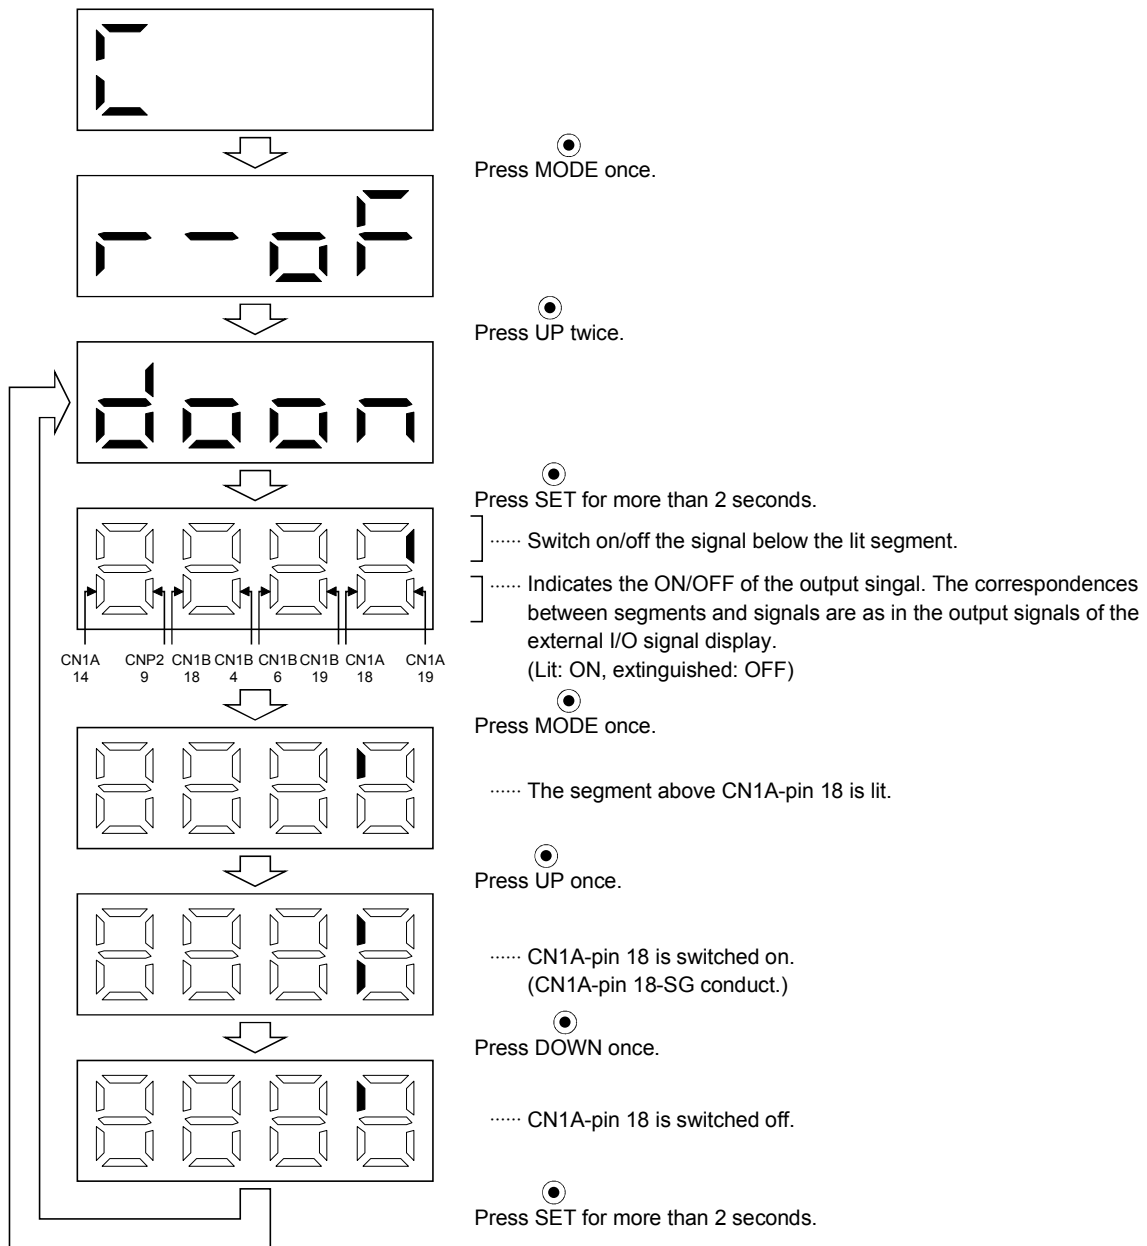 C
Press MODE once.
r-oF
Press UP twice.
doon
Press SET for more than 2 seconds.
...... Switch on/off the signal below the lit segment.
...... Indicates the ON/OFF of the output singal. The correspondences
between segments and signals are as in the output signals of the
external I/O signal display.
(Lit: ON, extinguished: OFF)
CN1A CNP2 CN1B CN1B CN1B CN1B CN1A CN1A
14 9 18 4 6 19 18 19
Press MODE once.
...... The segment above CN1A-pin 18 is lit.
Press UP once.
...... CN1A-pin 18 is switched on.
(CN1A-pin 18-SG conduct.)
Press DOWN once.
...... CN1A-pin 18 is switched off.
Press SET for more than 2 seconds.